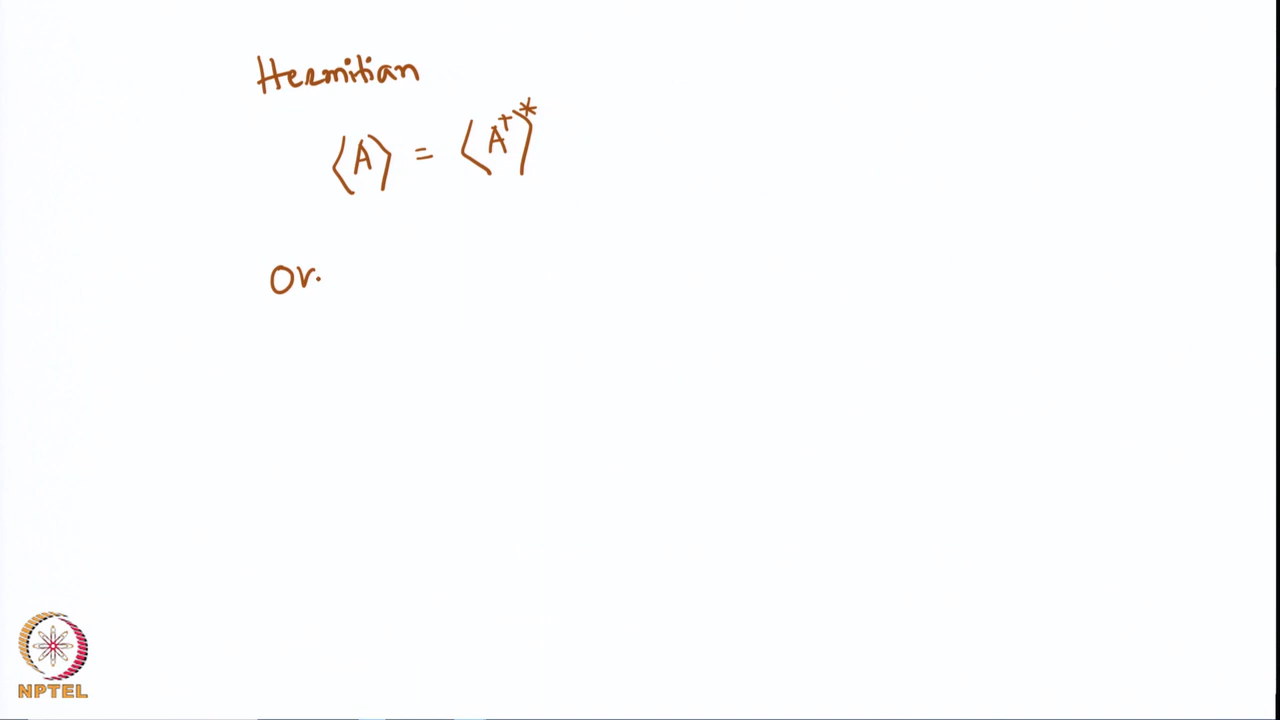 Hermitian
⟨A⟩ = ⟨A†⟩*
Or.
NPTEL